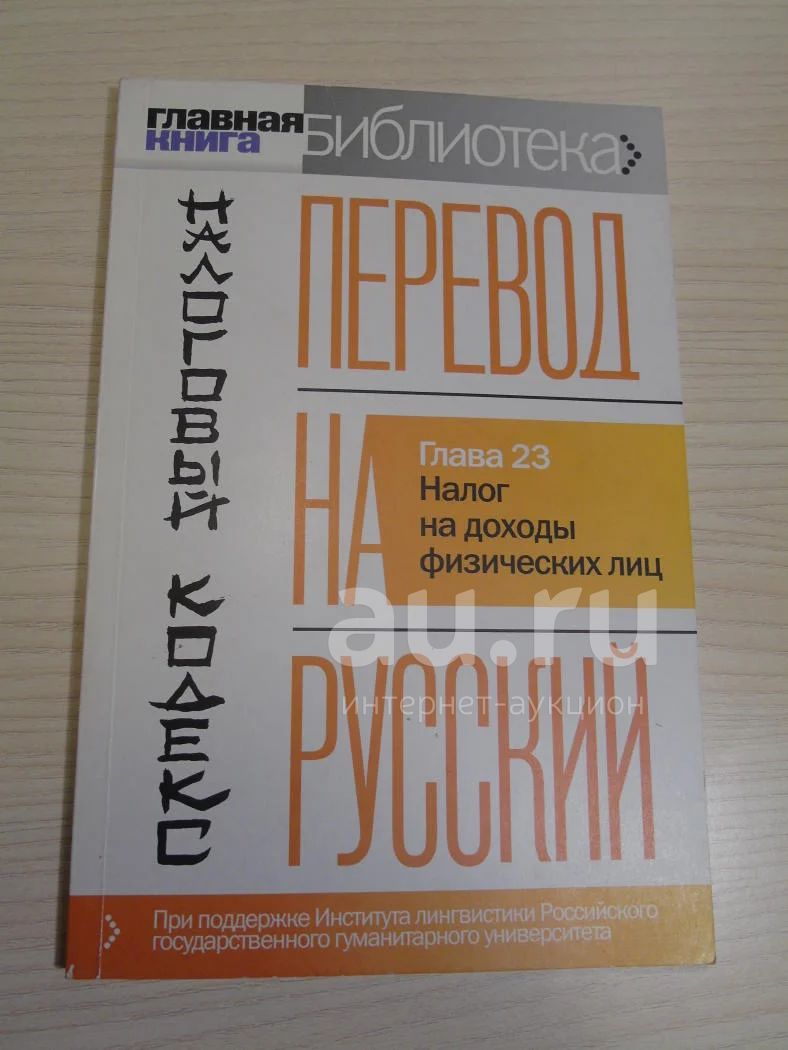 главная
книга
Библиотека
НАЛОГОВЫЙ КОДЕКС
ПЕРЕВОД
НА
Глава 23
Налог
на доходы
физических лиц
РУССКИЙ
au.ru
интернет-аукцион
При поддержке Института лингвистики Российского
государственного гуманитарного университета